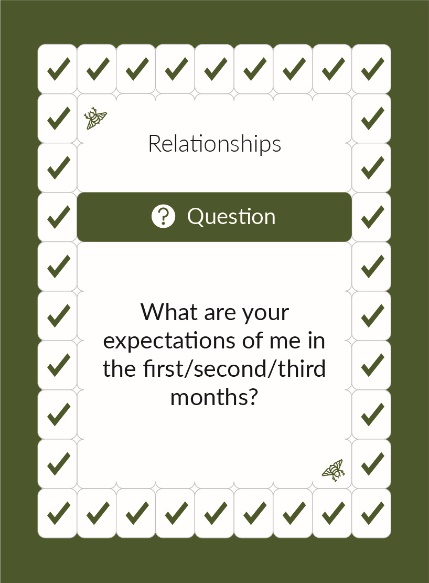 Relationships
? Question
What are your
expectations of me in
the first/second/third
months?